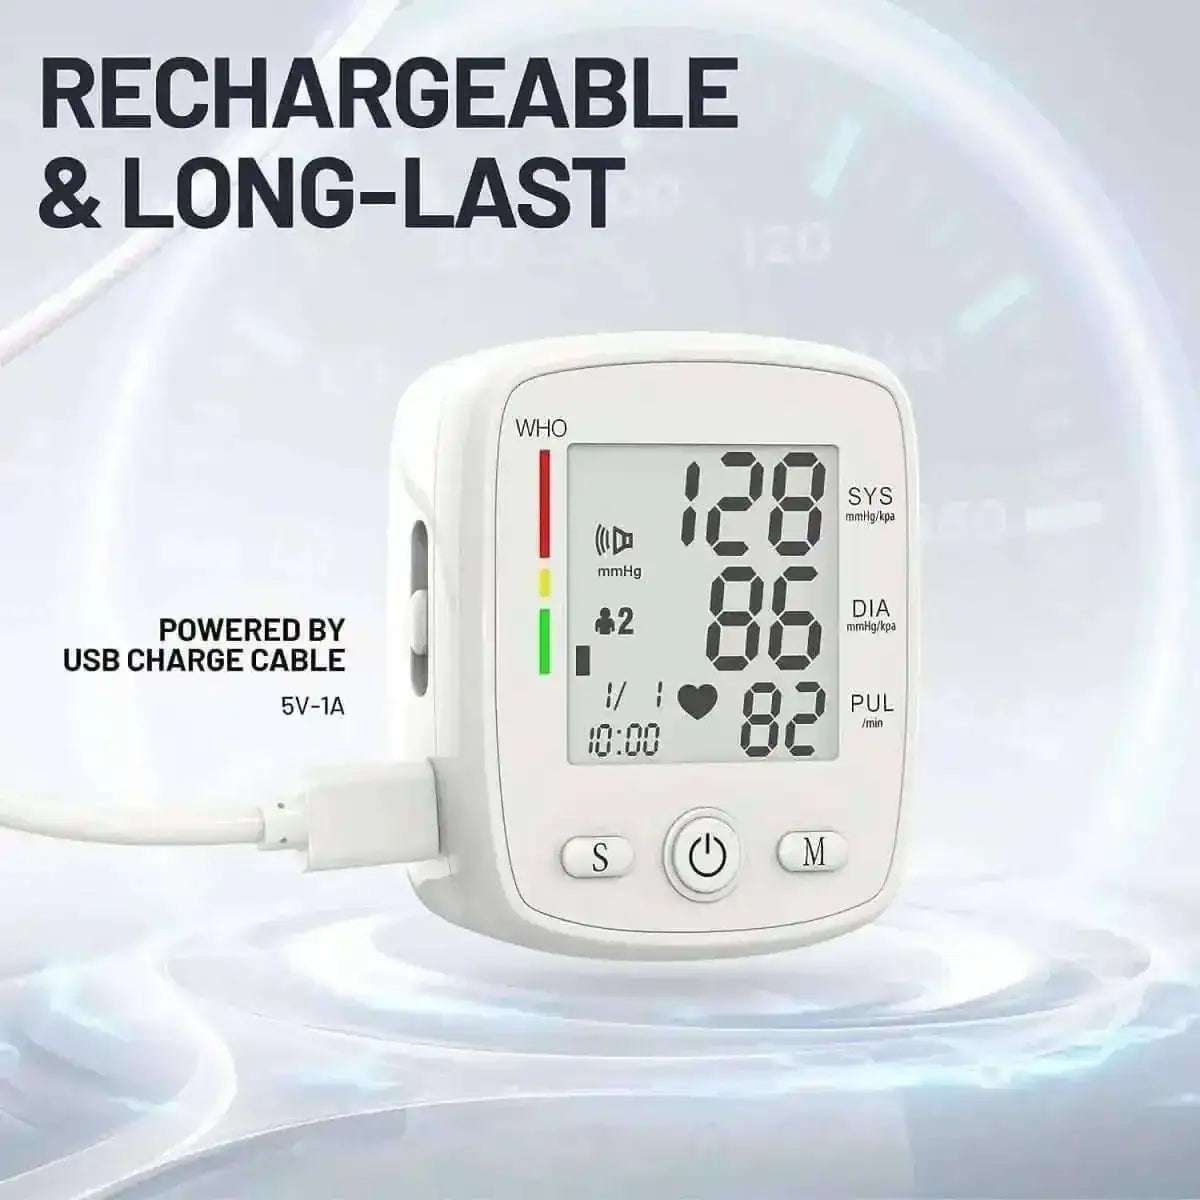 RECHARGEABLE
& LONG-LAST
120
WHO
128
SYS
mmHg/kpa
mmHg
86
DIA
mmHg/kpa
2
POWERED BY
USB CHARGE CABLE
5V-1A
1/ 1
82
PUL
/min
10:00
S
M